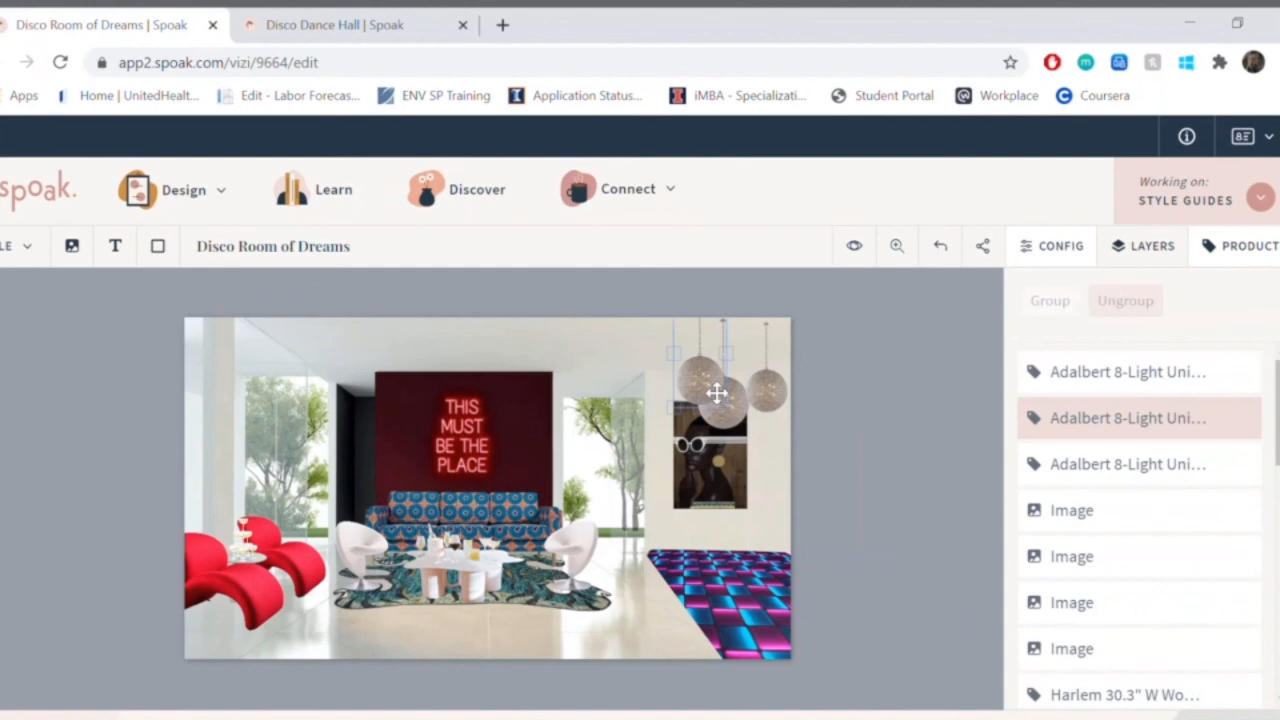 Disco Room of Dreams | Spoak
Disco Dance Hall | Spoak
app2.spoak.com/vizi/9664/edit
Apps
Home | UnitedHealt...
Edit - Labor Forecas...
ENV SP Training
Application Status...
iMBA - Specializati...
Student Portal
Workplace
Coursera
spoak.
Design
Learn
Discover
Connect
Working on:
STYLE GUIDES
LE
T
Disco Room of Dreams
CONFIG
LAYERS
PRODUCT
Group
Ungroup
Adalbert 8-Light Uni...
Adalbert 8-Light Uni...
Adalbert 8-Light Uni...
Image
Image
Image
Image
Harlem 30.3" W Wo...
THIS
MUST
BE THE
PLACE